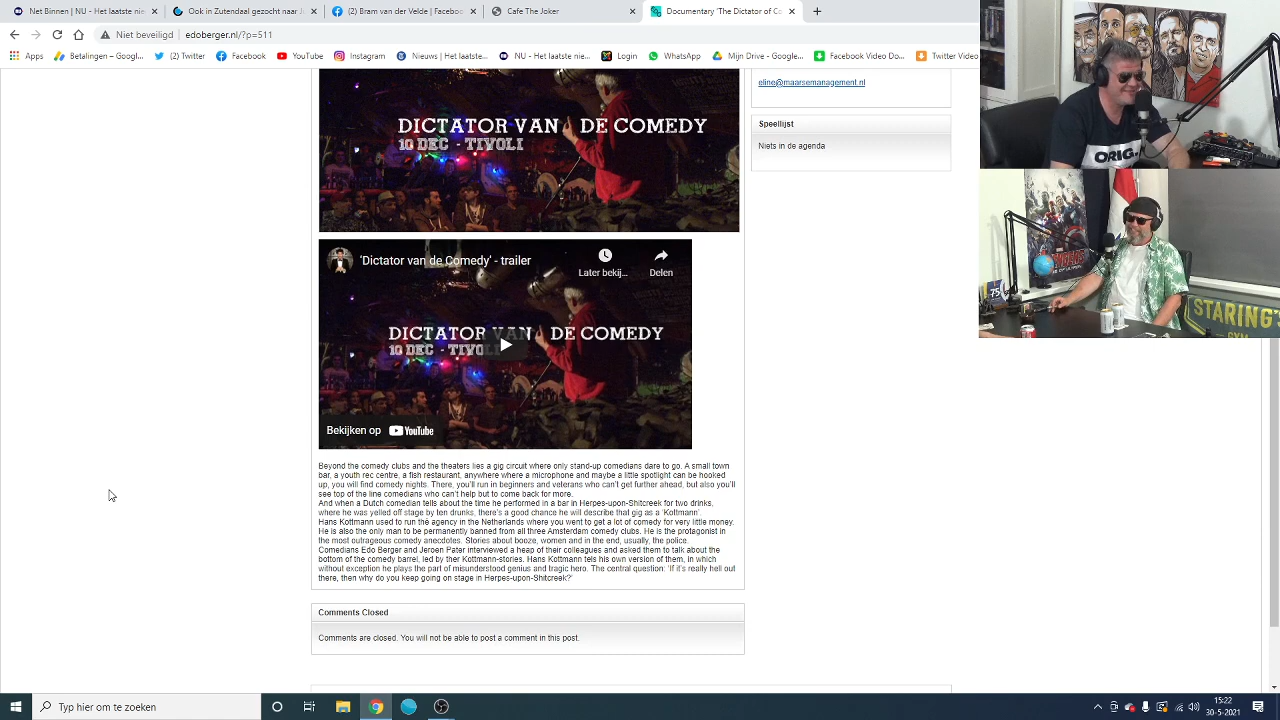 Net Binnen | NU - Het laatste nie
Ook in Zutendaal gezocht naar J
(2) Bram van der Velde | Facebook
Cafe The Joker
Documentary 'The Dictator of Co
Niet beveiligd
edoberger.nl/?p=511
Apps
Betalingen – Googl...
(2) Twitter
Facebook
YouTube
Instagram
Nieuws | Het laatste...
NU - Het laatste nie...
Login
WhatsApp
Mijn Drive - Google...
Facebook Video Do...
Twitter Video
DICTATOR VAN DE COMEDY
10 DEC - TIVOLI
eline@maarsemanagement.nl
Speellijst
Niets in de agenda
'Dictator van de Comedy' - trailer
Later bekij...
Delen
DICTATOR VAN DE COMEDY
10 DEC - TIVOLI
Bekijken op YouTube
Beyond the comedy clubs and the theaters lies a gig circuit where only stand-up comedians dare to go. A small town
bar, a youth rec centre, a fish restaurant, anywhere where a microphone and maybe a little spotlight can be hooked
up, you will find comedy nights. There, you'll run in beginners and veterans who can't get further ahead, but also you'll
see top of the line comedians who can't help but to come back for more.
And when a Dutch comedian tells about the time he performed in a bar in Herpes-upon-Shitcreek for two drinks,
where he was yelled off stage by ten drunks, there's a good chance he will describe that gig as a 'Kottmann'.
Hans Kottmann used to run the agency in the Netherlands where you went to get a lot of comedy for very little money.
He is also the only man to be permanently banned from all three Amsterdam comedy clubs. He is the protagonist in
the most outrageous comedy anecdotes. Stories about booze, women and in the end, usually, the police.
Comedians Edo Berger and Jeroen Pater interviewed a heap of their colleagues and asked them to talk about the
bottom of the comedy barrel, led by ther Kottmann-stories. Hans Kottmann tells his own version of them, in which
without exception he plays the part of misunderstood genius and tragic hero. The central question: 'If it's really hell out
there, then why do you keep going on stage in Herpes-upon-Shitcreek?'
Comments Closed
Comments are closed. You will not be able to post a comment in this post.
ORIG.
75
STARING'
GYM
Typ hier om te zoeken
15:22
30-5-2021